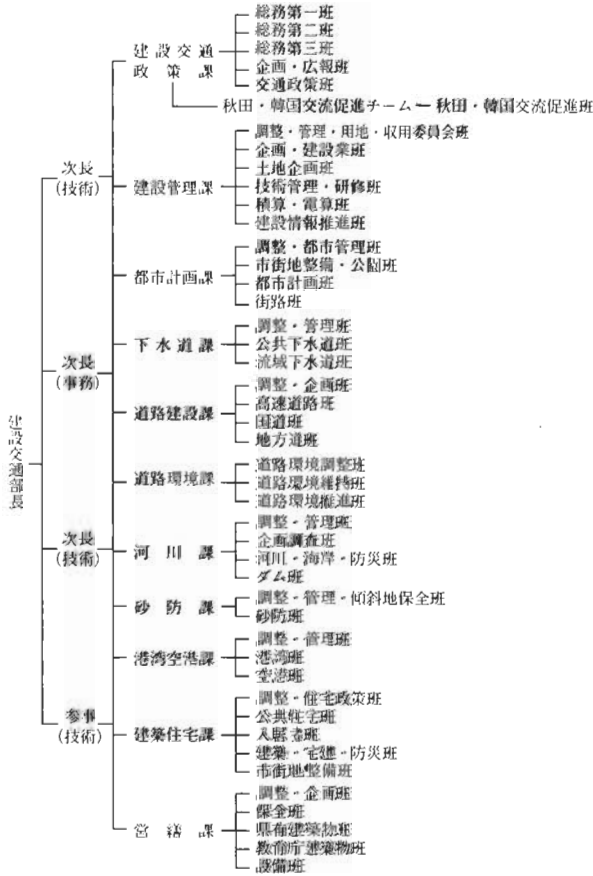 建設交通部長
次長
(技術)
次長
(事務)
次長
(技術)
参事
(技術)
建設交通
政策課
総務第一班
総務第二班
総務第三班
企画・広報班
交通政策班
秋田・韓国交流促進チーム
秋田・韓国交流促進班
建設管理課
調整・管理・用地・収用委員会班
企画・建設業班
土地企画班
技術管理・研修班
積算・電算班
建設情報推進班
都市計画課
調整・都市管理班
市街地整備・公園班
都市計画班
街路班
下水道課
調整・管理班
公共下水道班
流域下水道班
道路建設課
調整・企画班
高速道路班
国道班
地方道班
道路環境課
道路環境調整班
道路環境維持班
道路環境推進班
河川課
調整・管理班
企画調査班
河川・海岸・防災班
ダム班
砂防課
調整・管理・傾斜地保全班
砂防班
港湾空港課
調整・管理班
港湾班
空港班
建築住宅課
調整・住宅政策班
公共住宅班
建築・宅建・防災班
市街地整備班
営繕課
調整・企画班
保全班
県有建築物班
教育庁建築物班
設備班